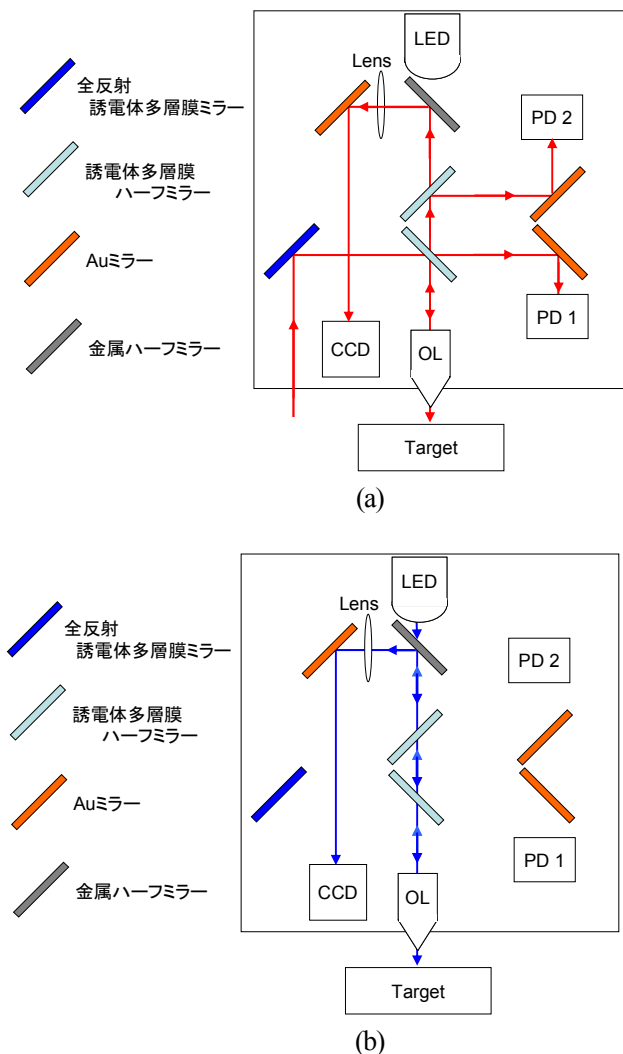 全反射
誘電体多層膜ミラー
誘電体多層膜
ハーフミラー
Auミラー
金属ハーフミラー
LED
Lens
PD 2
PD 1
CCD
OL
Target
(a)
全反射
誘電体多層膜ミラー
誘電体多層膜
ハーフミラー
Auミラー
金属ハーフミラー
LED
Lens
PD 2
PD 1
CCD
OL
Target
(b)